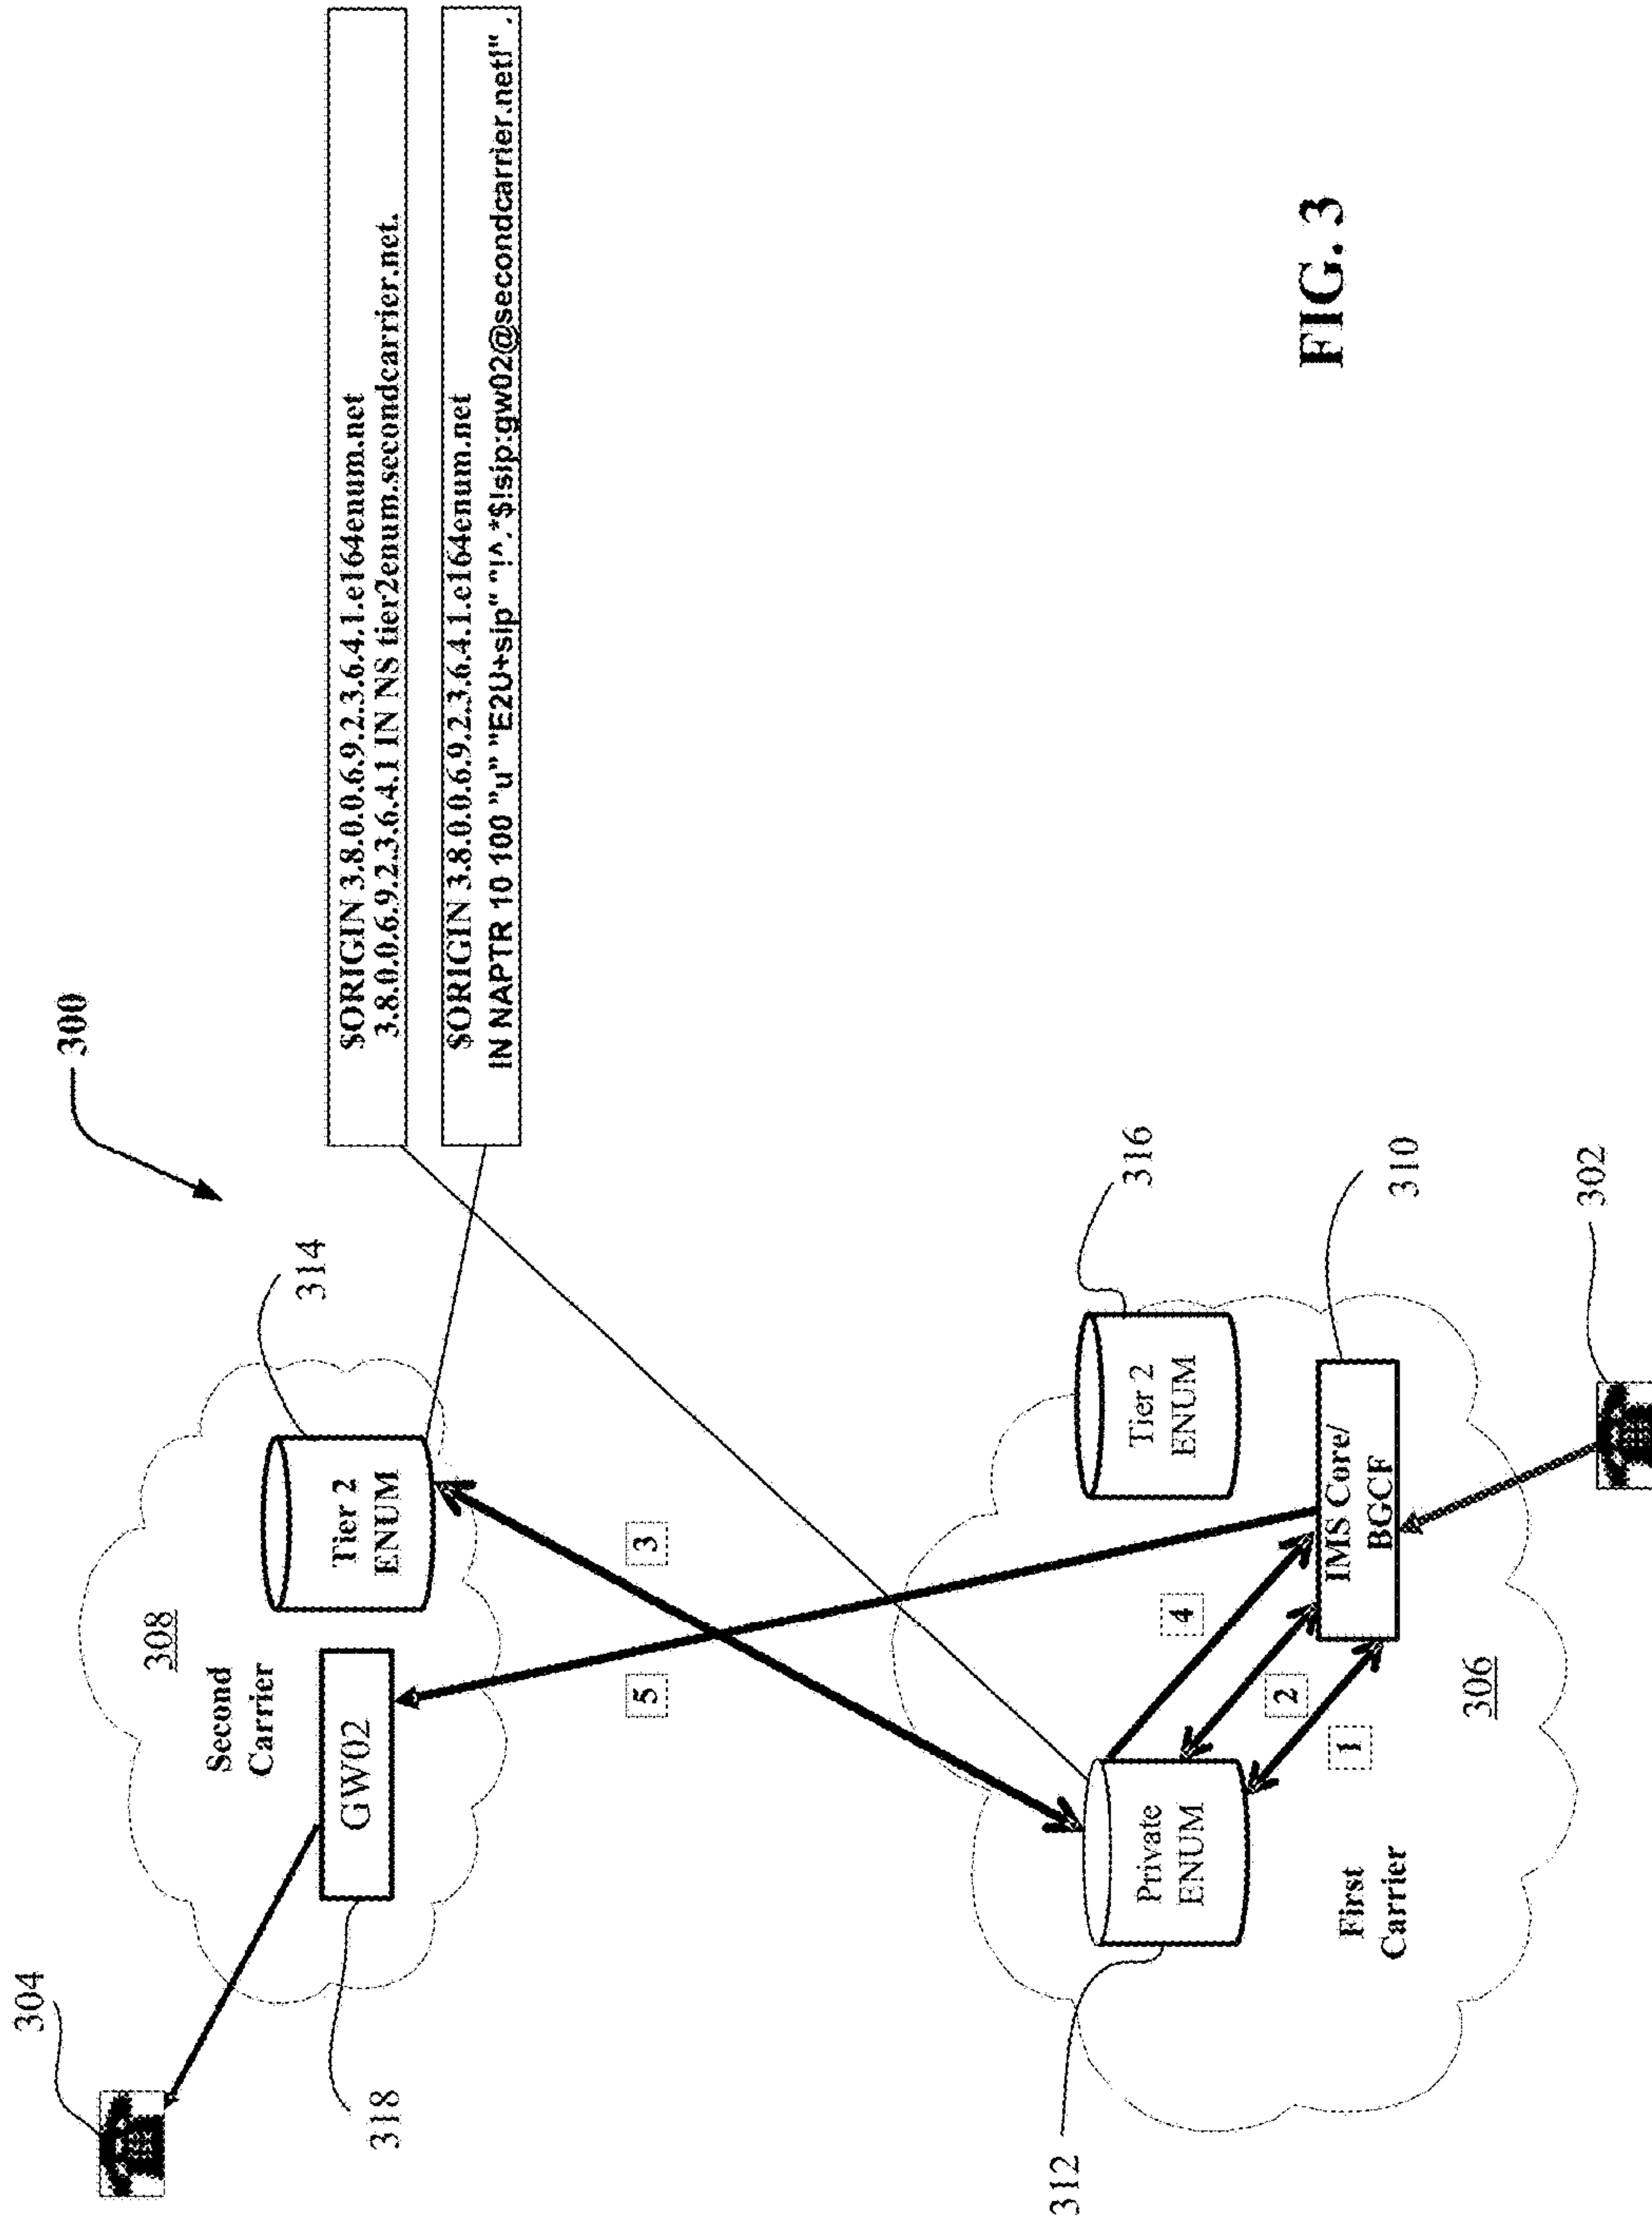 300
304
318
Second
Carrier
308
GW02
Tier 2
ENUM
314
$ORIGIN 3.8.0.0.6.9.2.3.6.4.1.e164enum.net
3.8.0.0.6.9.2.3.6.4.1 IN NS tier2enum.secondcarrier.net.
$ORIGIN 3.8.0.0.6.9.2.3.6.4.1.e164enum.net
IN NAPTR 10 100 "u" "E2U+sip" "!^.*$!sip:gw02@secondcarrier.net!" .
5
3
312
Private
ENUM
4
2
1
Tier 2
ENUM
316
First
Carrier
306
IMS Core/
BGCF
310
302
FIG. 3